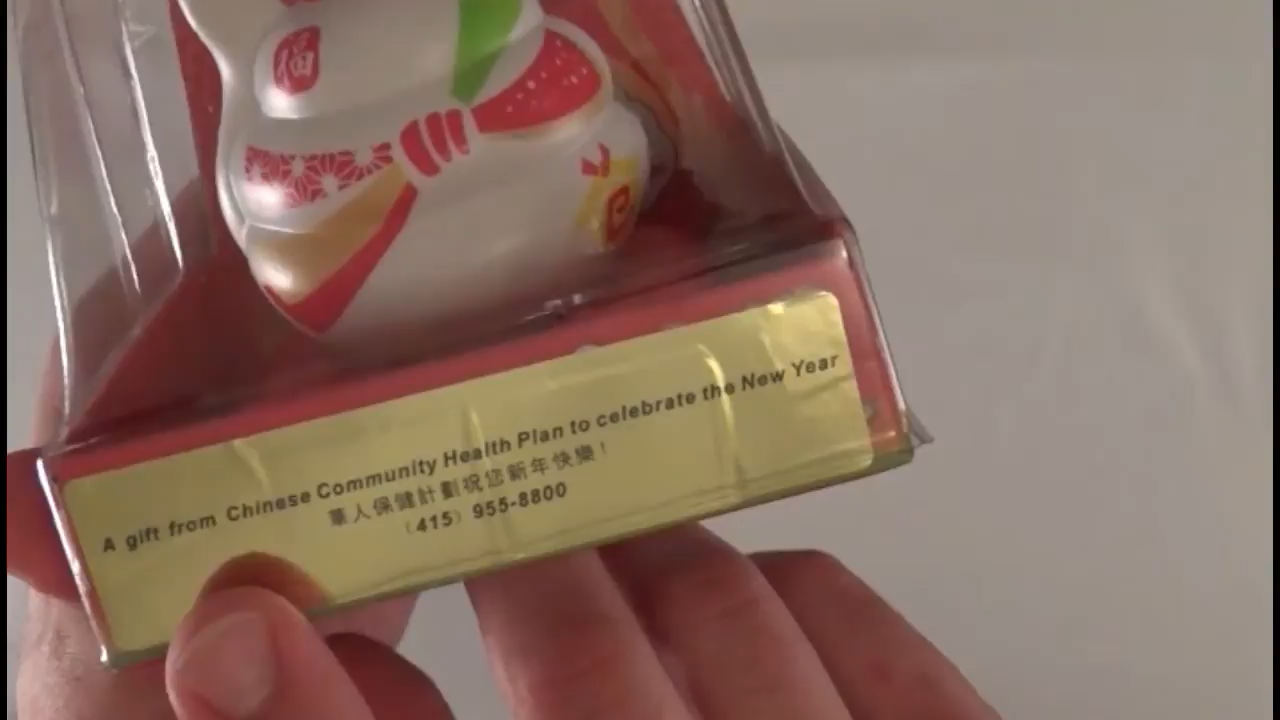 福
A gift from Chinese Community Health Plan to celebrate the New Year
華人保健計劃祝您新年快樂！
(415) 955-8800